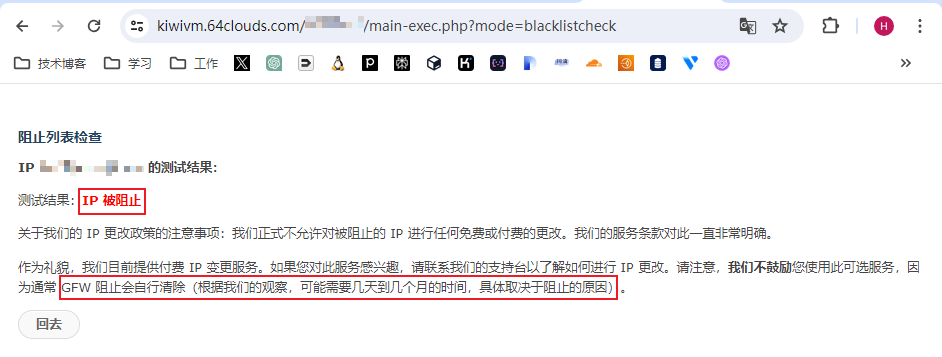 kiwivm.64clouds.com/ /main-exec.php?mode=blacklistcheck
H
技术博客 学习 工作
阻止列表检查
IP 的测试结果：
测试结果: IP 被阻止
关于我们的 IP 更改政策的注意事项：我们正式不允许对被阻止的 IP 进行任何免费或付费的更改。我们的服务条款对此一直非常明确。
作为礼貌，我们目前提供付费 IP 变更服务。如果您对此服务感兴趣，请联系我们的支持台以了解如何进行 IP 更改。请注意，我们不鼓励您使用此可选服务，因
为通常 GFW 阻止会自行清除（根据我们的观察，可能需要几天到几个月的时间，具体取决于阻止的原因）。
回去